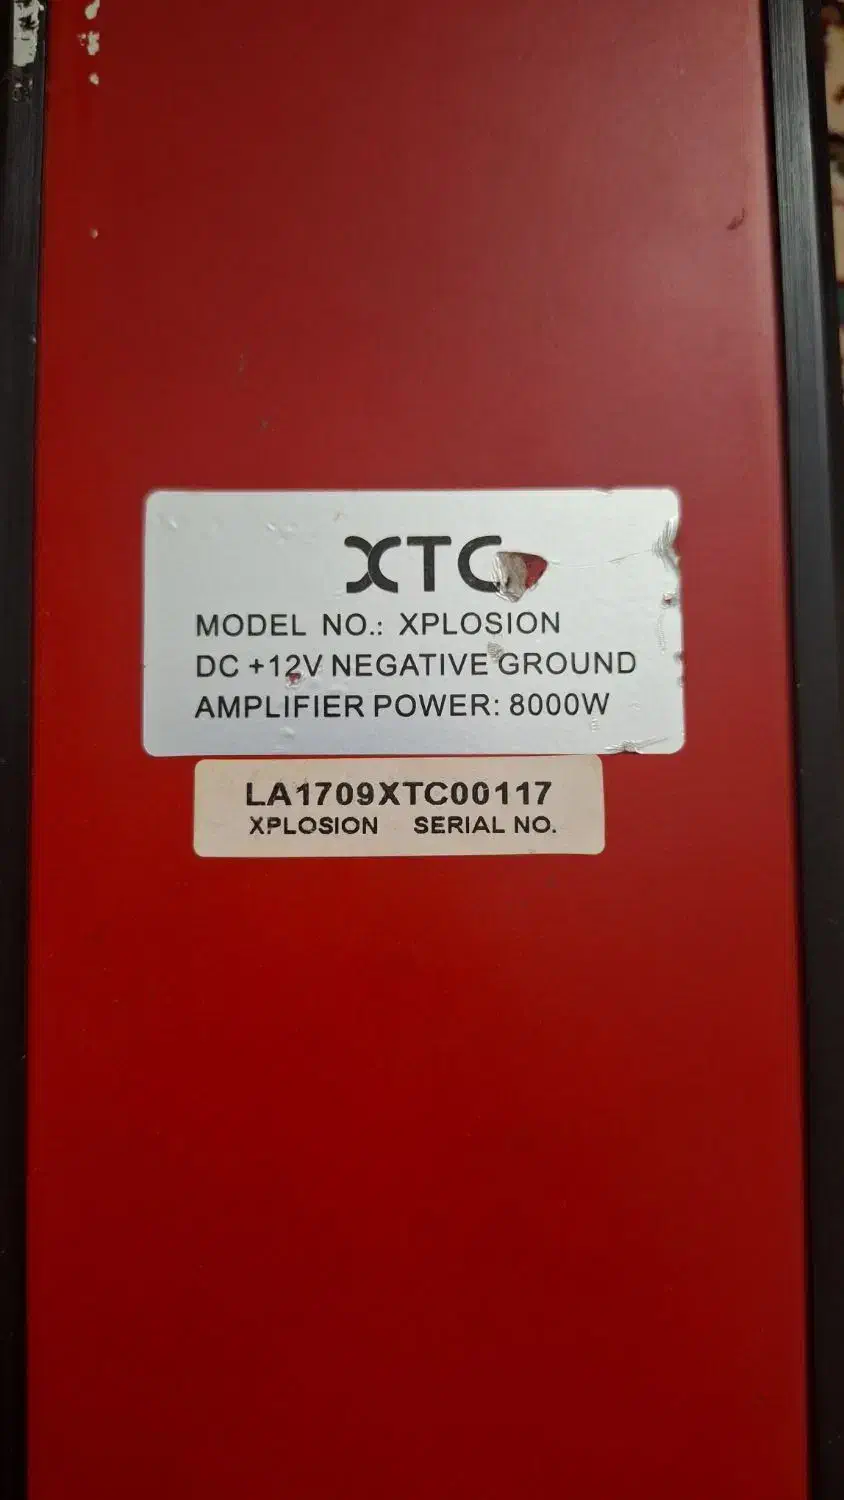 XTC
MODEL NO.: XPLOSION
DC +12V NEGATIVE GROUND
AMPLIFIER POWER: 8000W
LA1709XTC00117
XPLOSION SERIAL NO.